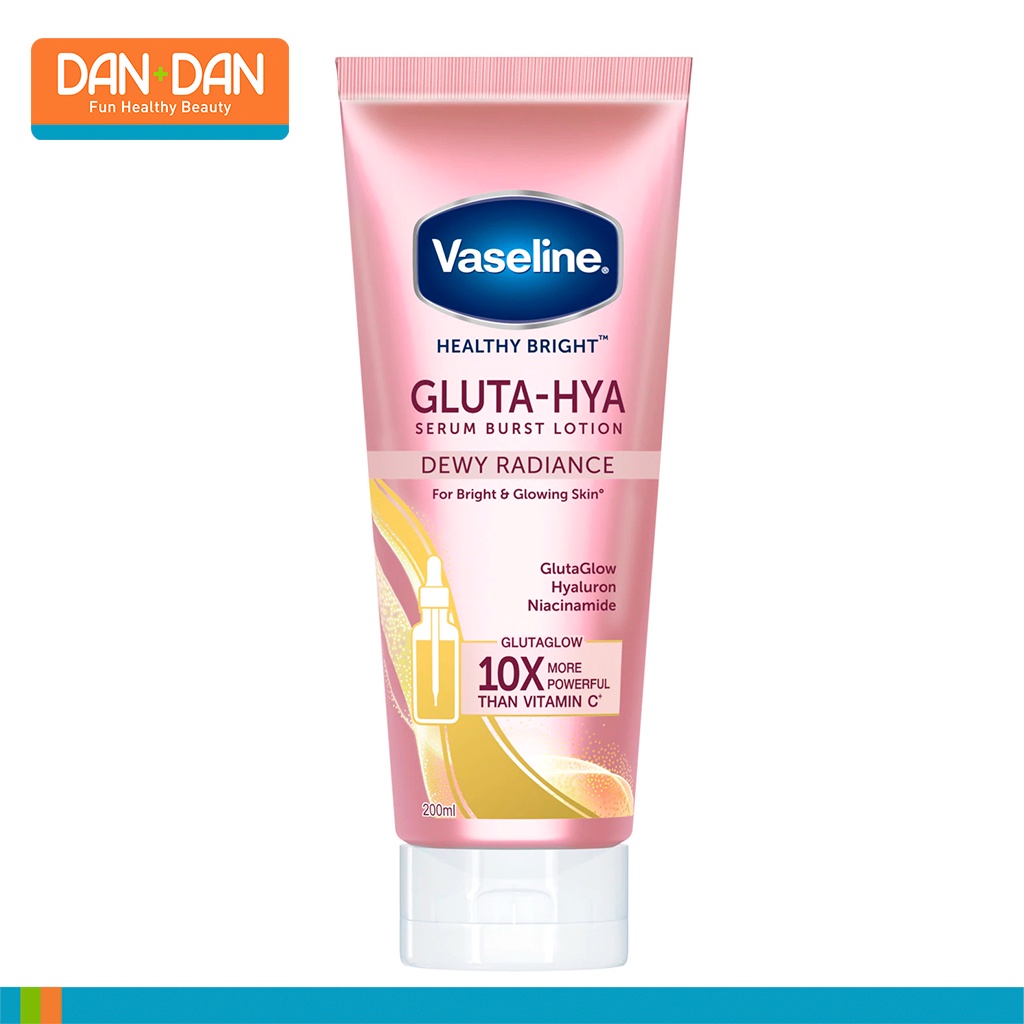 DAN+DAN
Fun Healthy Beauty
Vaseline®
HEALTHY BRIGHT™
GLUTA-HYA
SERUM BURST LOTION
DEWY RADIANCE
For Bright & Glowing Skin°
GlutaGlow
Hyaluron
Niacinamide
GLUTAGLOW
10X MORE
POWERFUL
THAN VITAMIN C⁺
200ml